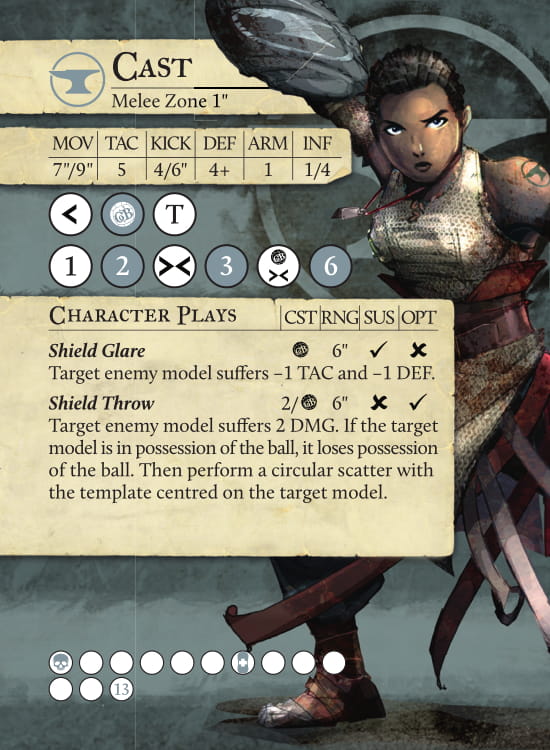 CAST
Melee Zone 1"
MOV TAC KICK DEF ARM INF
7"/9" 5 4/6" 4+ 1 1/4
< GB T
1 2 >< 3 GB >< 6
CHARACTER PLAYS CST RNG SUS OPT
Shield Glare GB 6" ✓ ✗
Target enemy model suffers –1 TAC and –1 DEF.
Shield Throw 2/GB 6" ✗ ✓
Target enemy model suffers 2 DMG. If the target
model is in possession of the ball, it loses possession
of the ball. Then perform a circular scatter with
the template centred on the target model.
13